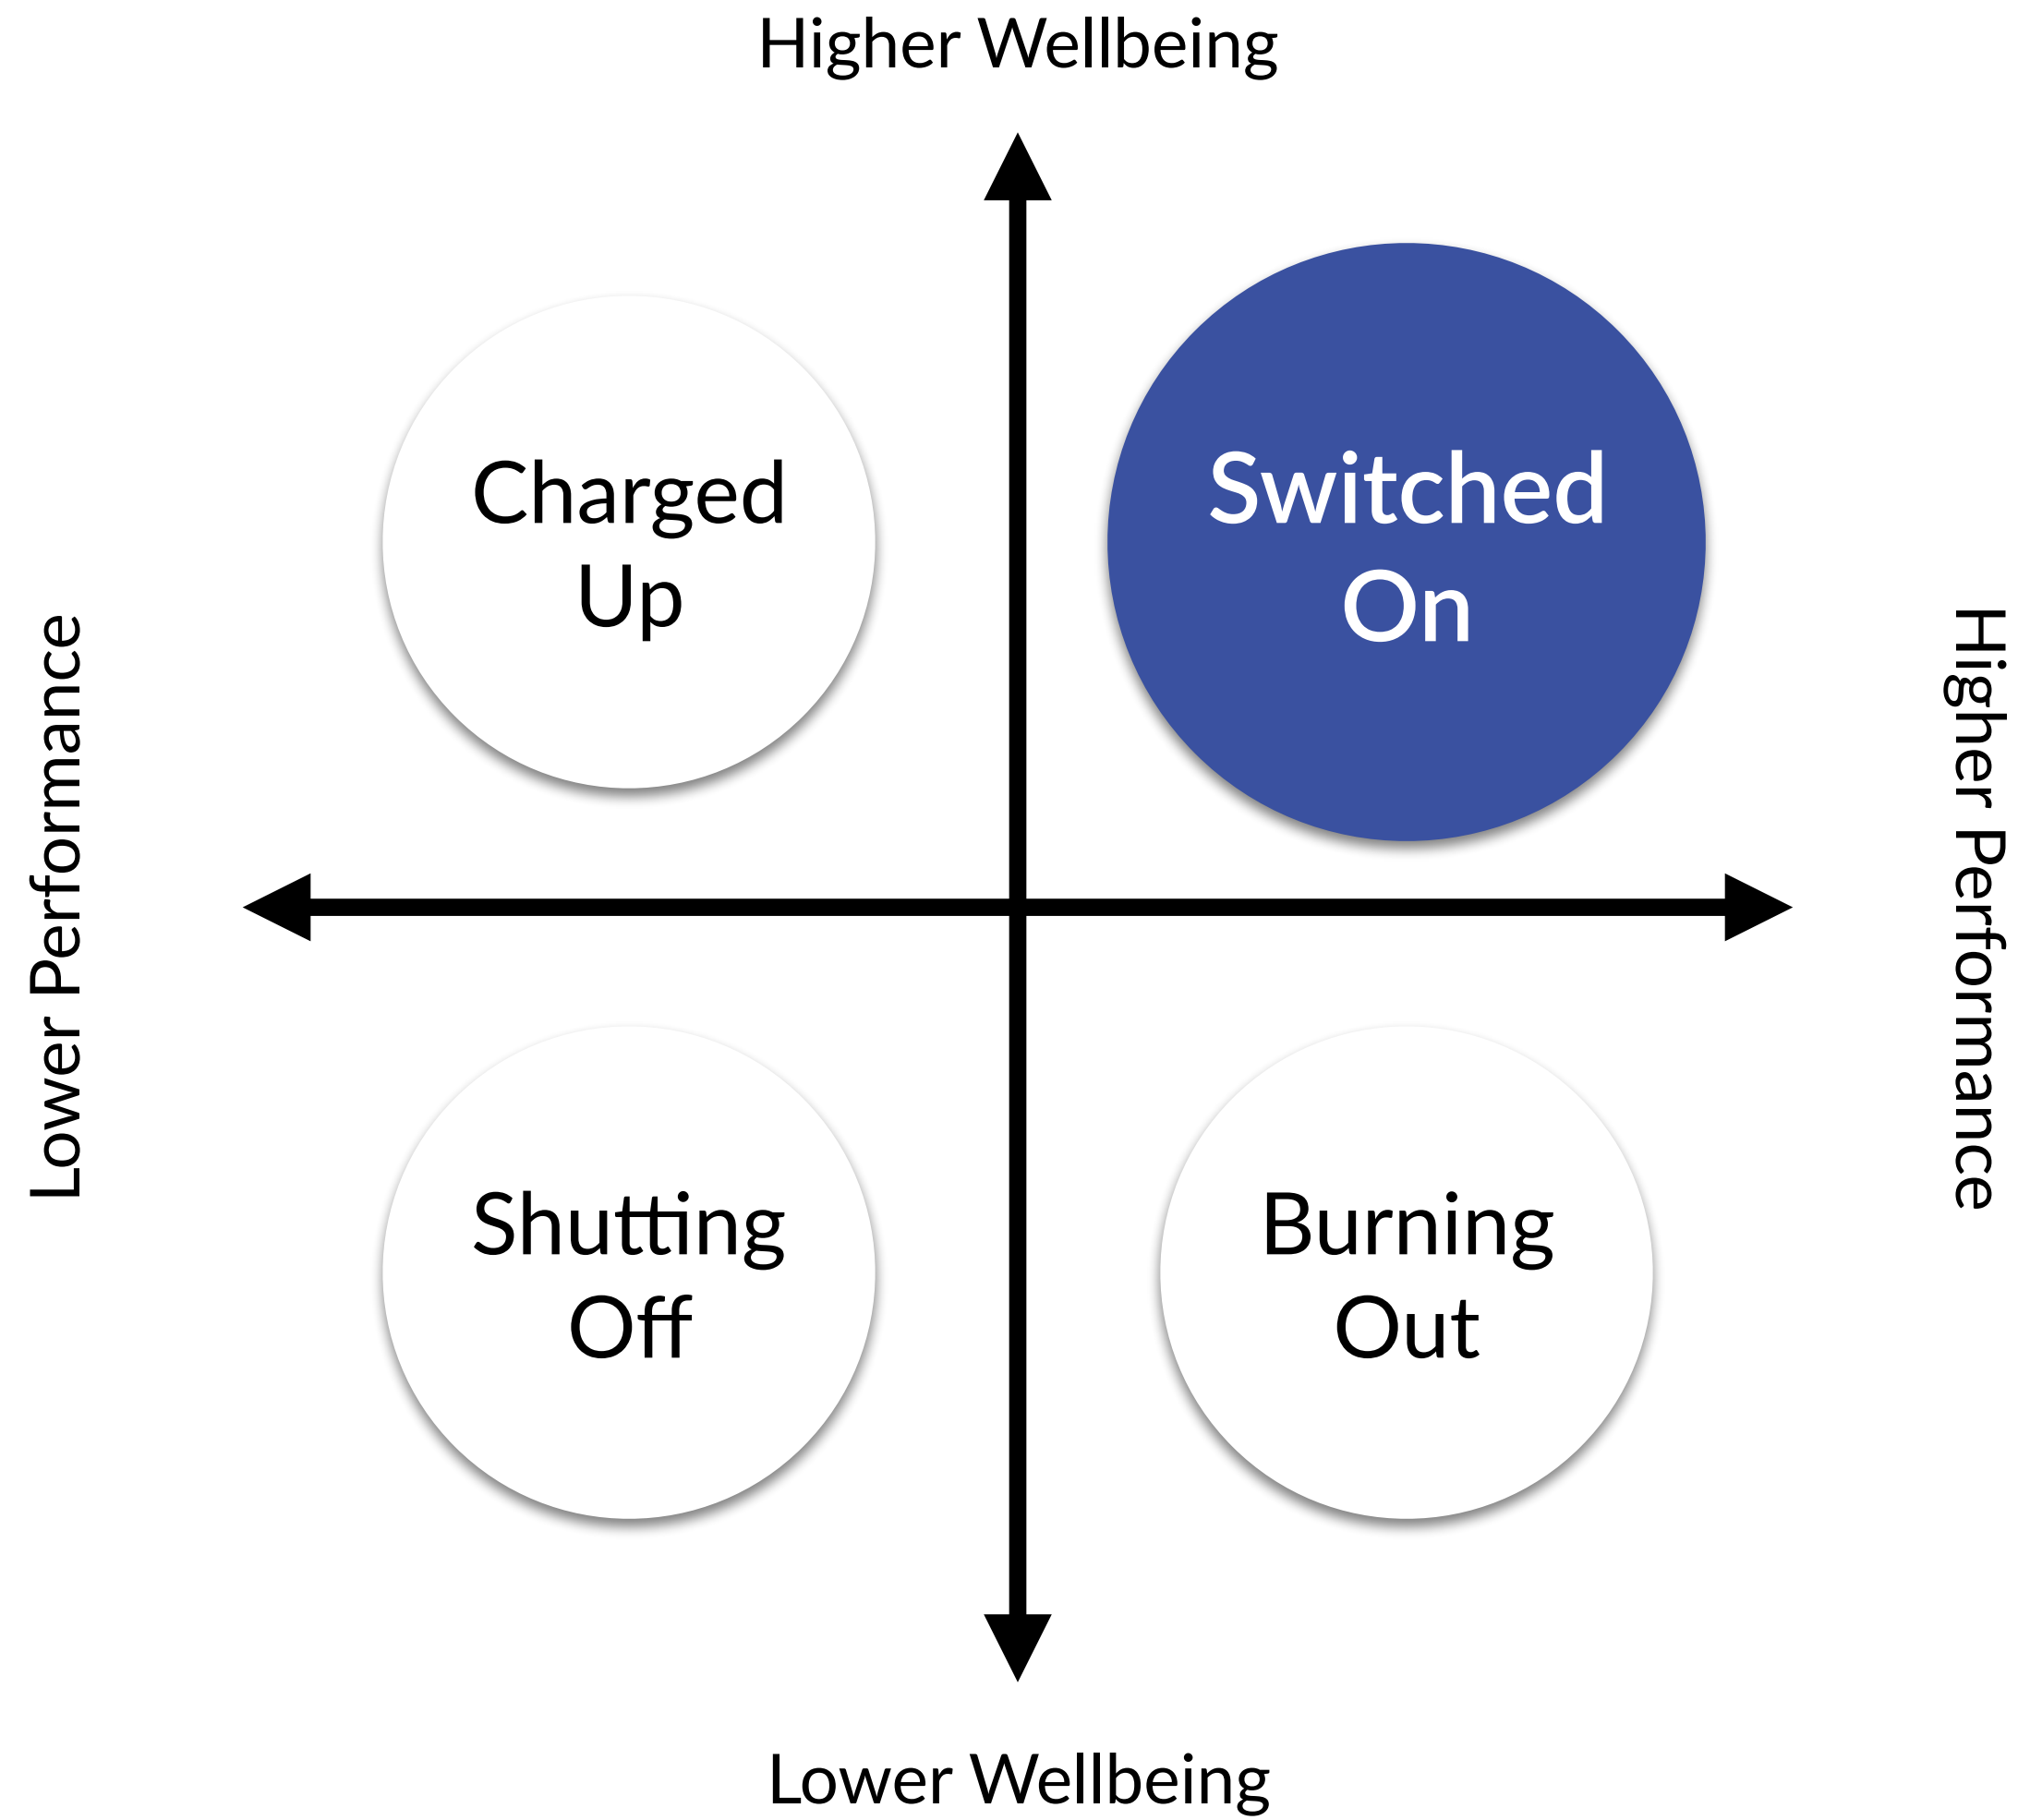 Higher Wellbeing
Charged
Up
Switched
On
Lower Performance
Higher Performance
Shutting
Off
Burning
Out
Lower Wellbeing